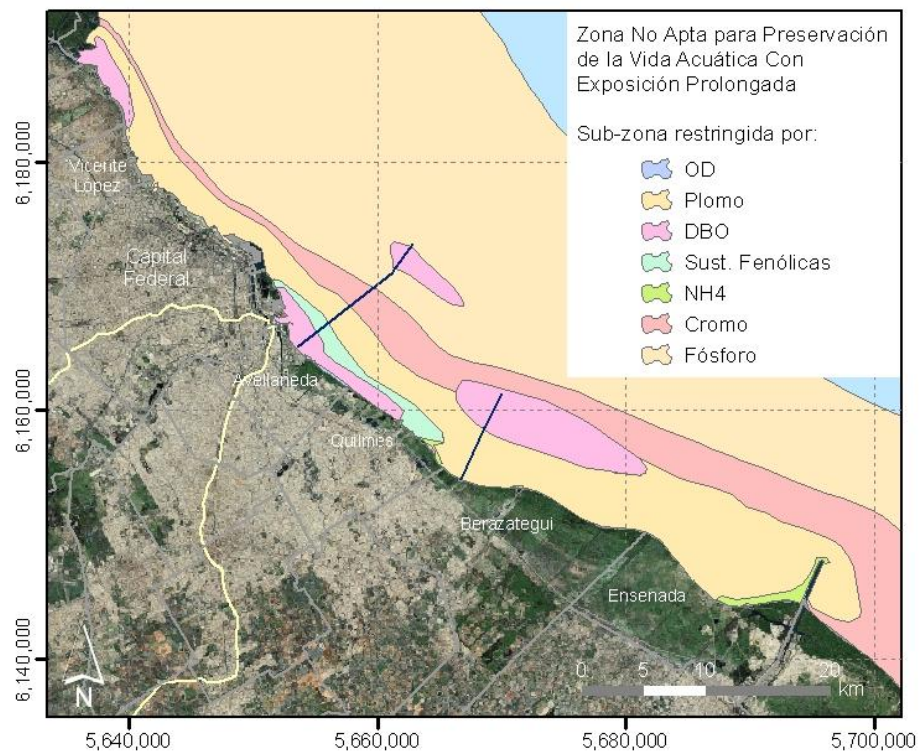 Zona No Apta para Preservación
de la Vida Acuática Con
Exposición Prolongada
Sub-zona restringida por:
OD
Plomo
DBO
Sust. Fenólicas
NH4
Cromo
Fósforo
6,180,000
6,160,000
6,140,000
Vicente
López
Capital
Federal
Avellaneda
Quilmes
Berazategui
Ensenada
N
0 5 10 20
km
5,640,000 5,660,000 5,680,000 5,700,000